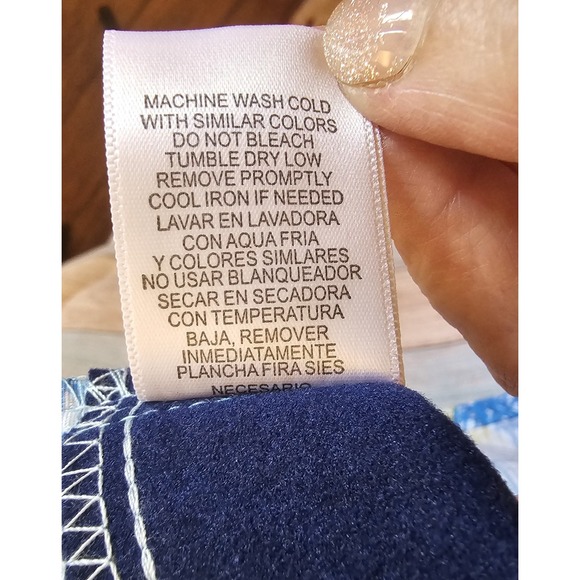 MACHINE WASH COLD
WITH SIMILAR COLORS
DO NOT BLEACH
TUMBLE DRY LOW
REMOVE PROMPTLY
COOL IRON IF NEEDED
LAVAR EN LAVADORA
CON AQUA FRIA
Y COLORES SIMLARES
NO USAR BLANQUEADOR
SECAR EN SECADORA
CON TEMPERATURA
BAJA, REMOVER
INMEDIATAMENTE
PLANCHA FIRA SIES
NECESARIO